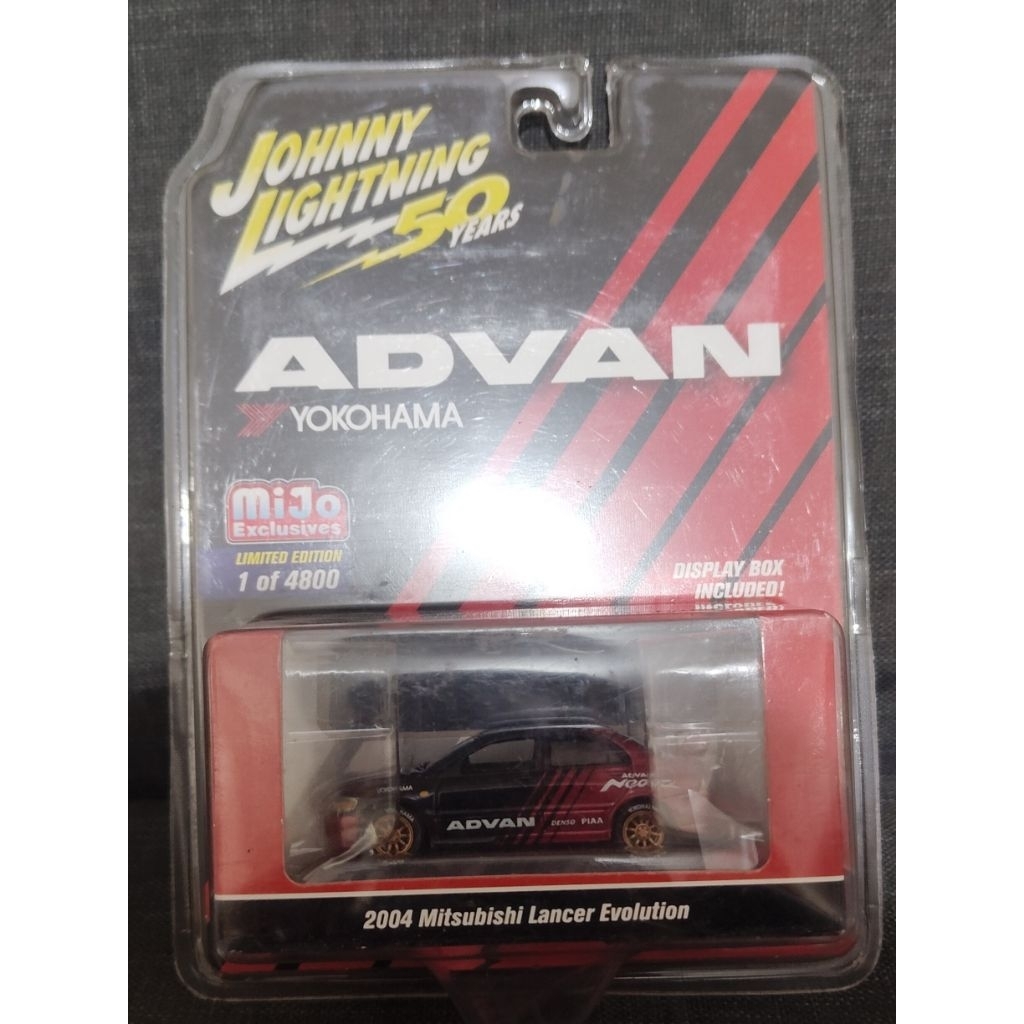 JOHNNY
LIGHTNING
50
YEARS
ADVAN
YOKOHAMA
MiJo
Exclusives
LIMITED EDITION
1 of 4800
DISPLAY BOX
INCLUDED!
YOKOHAMA
ADVAN
ADVAN
DENSO PIAA
2004 Mitsubishi Lancer Evolution